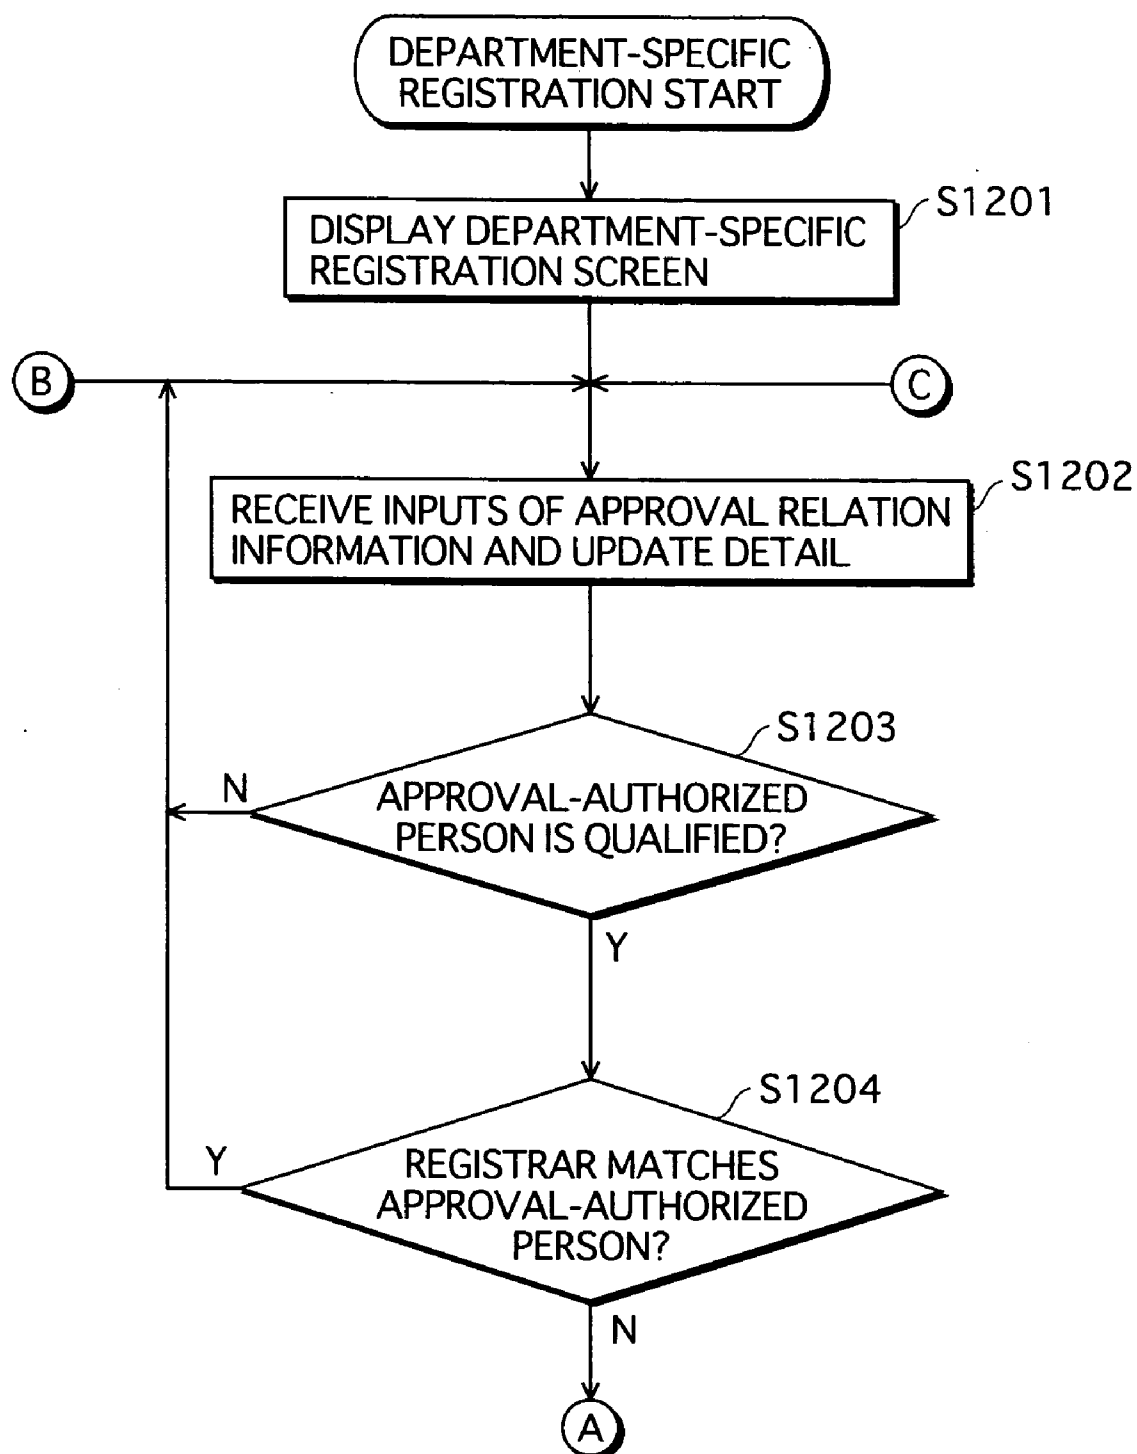 DEPARTMENT-SPECIFIC
REGISTRATION START
S1201
DISPLAY DEPARTMENT-SPECIFIC
REGISTRATION SCREEN
B
C
S1202
RECEIVE INPUTS OF APPROVAL RELATION
INFORMATION AND UPDATE DETAIL
S1203
N
APPROVAL-AUTHORIZED
PERSON IS QUALIFIED?
Y
S1204
Y
REGISTRAR MATCHES
APPROVAL-AUTHORIZED
PERSON?
N
A